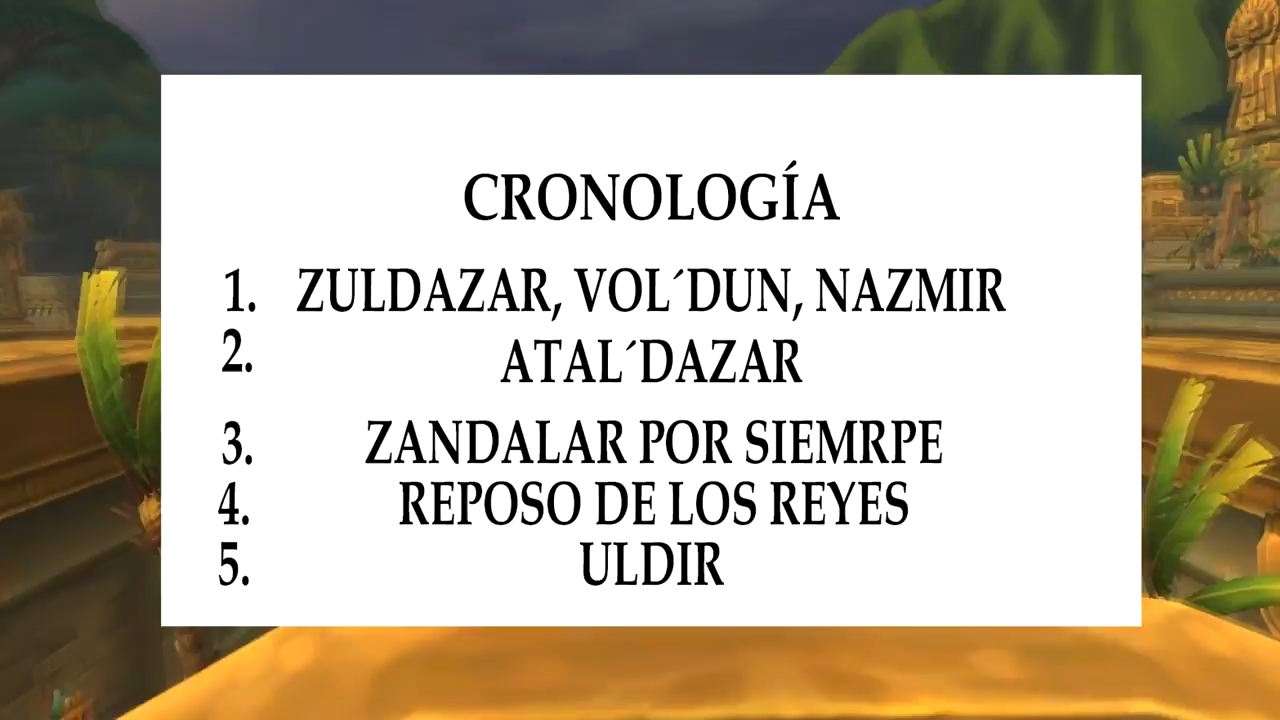 CRONOLOGÍA
1. ZULDAZAR, VOL´DUN, NAZMIR
2. ATAL´DAZAR
3. ZANDALAR POR SIEMRPE
4. REPOSO DE LOS REYES
5. ULDIR